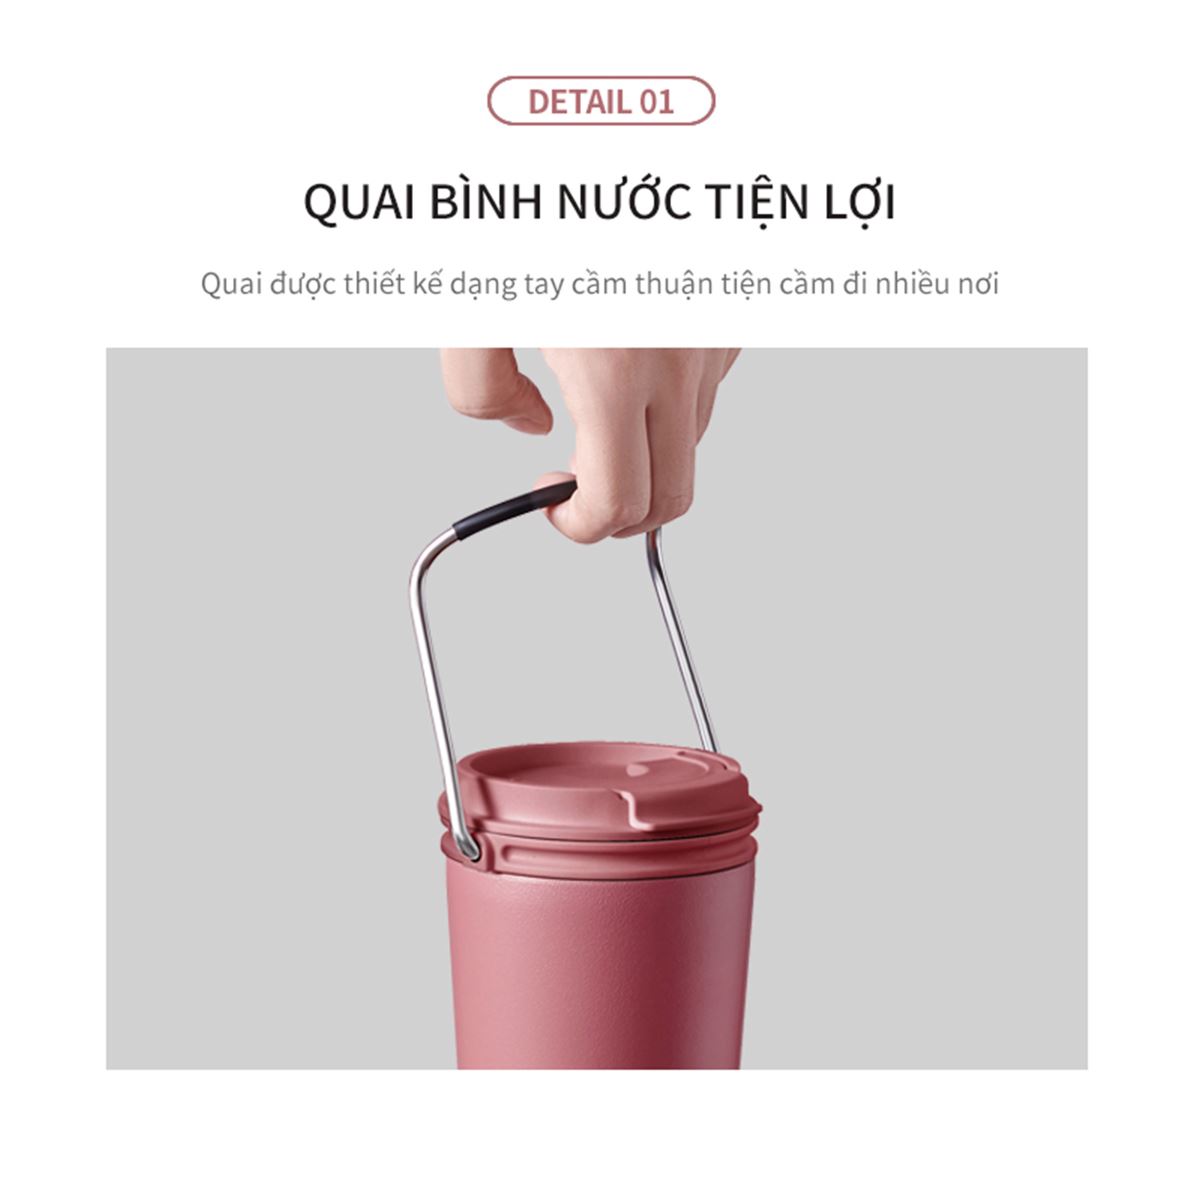 DETAIL 01
QUAI BÌNH NƯỚC TIỆN LỢI
Quai được thiết kế dạng tay cầm thuận tiện cầm đi nhiều nơi